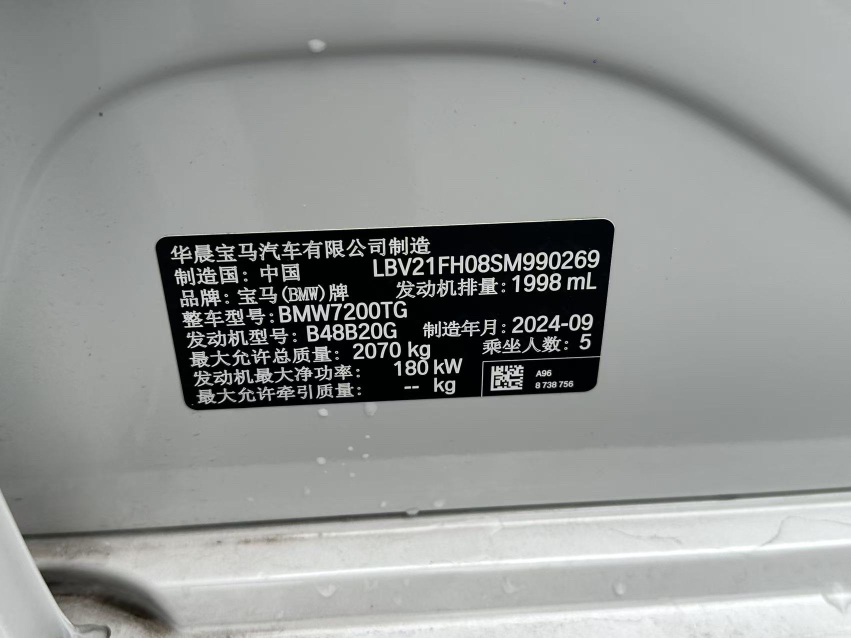 华晨宝马汽车有限公司制造
制造国: 中国 LBV21FH08SM990269
品牌: 宝马(BMW)牌 发动机排量: 1998 mL
整车型号: BMW7200TG
发动机型号: B48B20G 制造年月: 2024-09
最大允许总质量: 2070 kg 乘坐人数: 5
发动机最大净功率: 180 kW
最大允许牵引质量: -- kg
A96
8 738 756